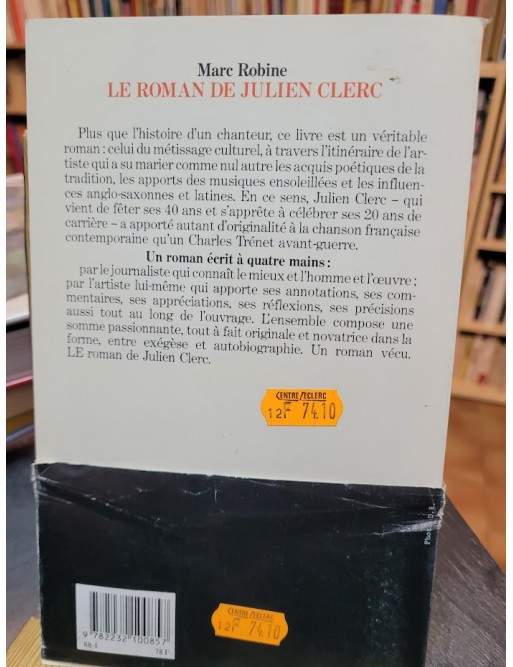 Marc Robine
LE ROMAN DE JULIEN CLERC
Plus que l'histoire d'un chanteur, ce livre est un véritable
roman : celui du métissage culturel, à travers l'itinéraire de l'ar-
tiste qui a su marier comme nul autre les acquis poétiques de la
tradition, les apports des musiques ensoleillées et les influen-
ces anglo-saxonnes et latines. En ce sens, Julien Clerc – qui
vient de fêter ses 40 ans et s'apprête à célébrer ses 20 ans de
carrière – a apporté autant d'originalité à la chanson française
contemporaine qu'un Charles Trénet avant-guerre.
Un roman écrit à quatre mains :
par le journaliste qui connaît le mieux et l'homme et l'œuvre ;
par l'artiste lui-même qui apporte ses annotations, ses com-
mentaires, ses appréciations, ses réflexions, ses précisions
aussi tout au long de l'ouvrage. L'ensemble compose une
somme passionnante, tout à fait originale et novatrice dans la
forme, entre exégèse et autobiographie. Un roman vécu.
LE roman de Julien Clerc.
CENTRE/ECLERC
12F 74.10
Photo D.R.
9 782232 100857
88-I
78 F
CENTRE/ECLERC
12F 74.10